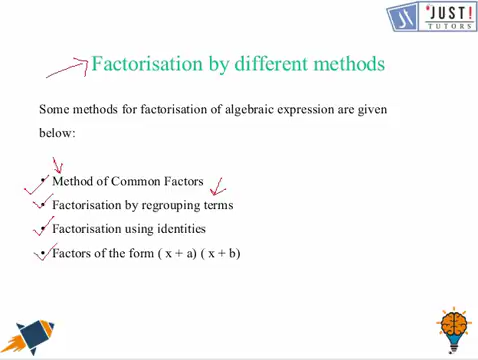 JT
JUST!
TUTORS
Factorisation by different methods
Some methods for factorisation of algebraic expression are given
below:
• Method of Common Factors
• Factorisation by regrouping terms
• Factorisation using identities
• Factors of the form ( x + a) ( x + b)